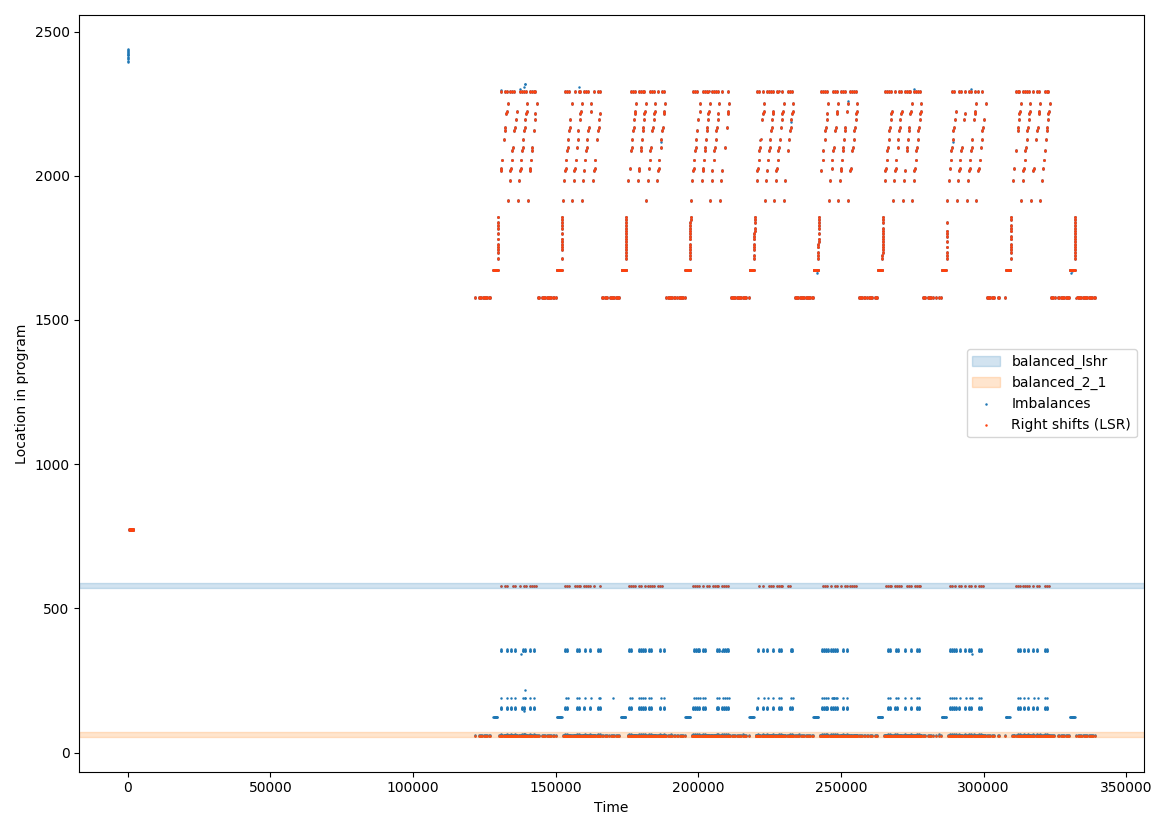 2500
2000
1500
1000
500
0
Location in program
balanced_lshr
balanced_2_1
Imbalances
Right shifts (LSR)
0
50000
100000
150000
200000
250000
300000
350000
Time